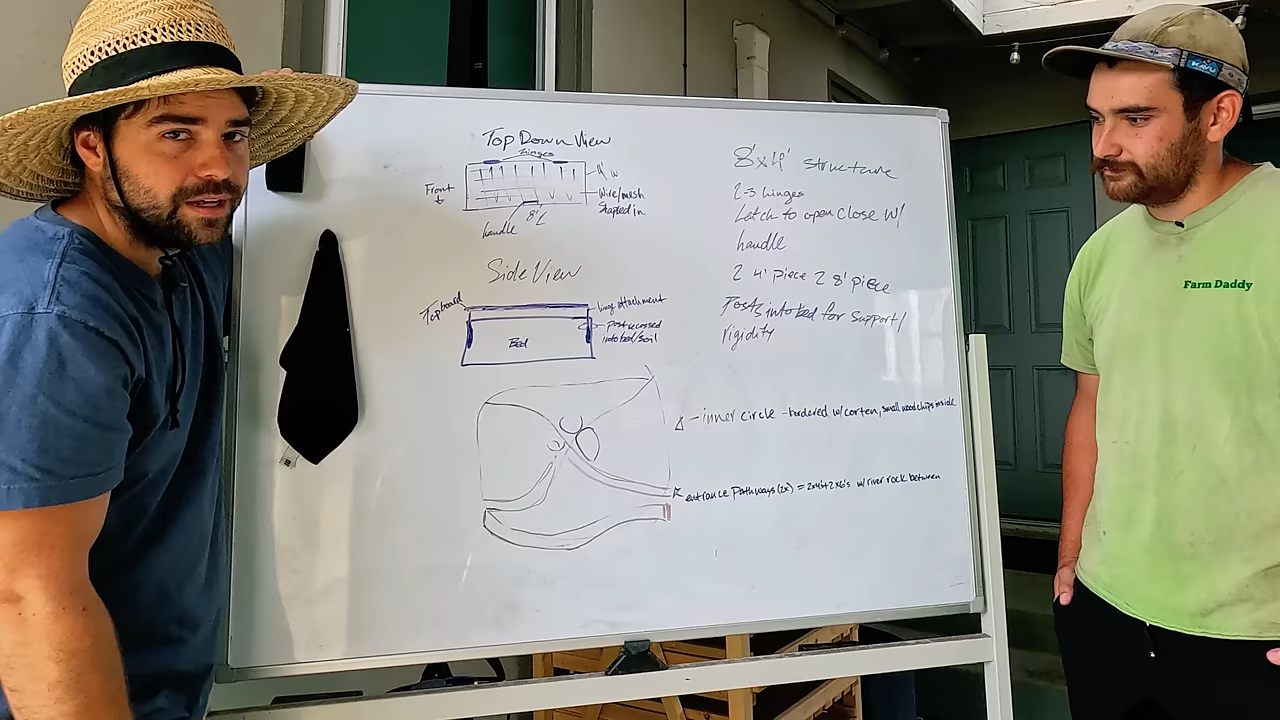 Top Down View
hinges
4' w
Front
Wire/mesh
Stapled in
8' L
handle
Side View
Top board
hinge attachment
post recessed
into bed/soil
Bed
8'x4' structure
2-3 hinges
Latch to open close w/
handle
2 4' piece 2 8' piece
Posts into bed for support/
rigidity
inner circle - bordered w/corten, small woodchips inside
entrance pathways (2x) = 2x4's+2x6's w/river rock between
KAVU
Farm Daddy